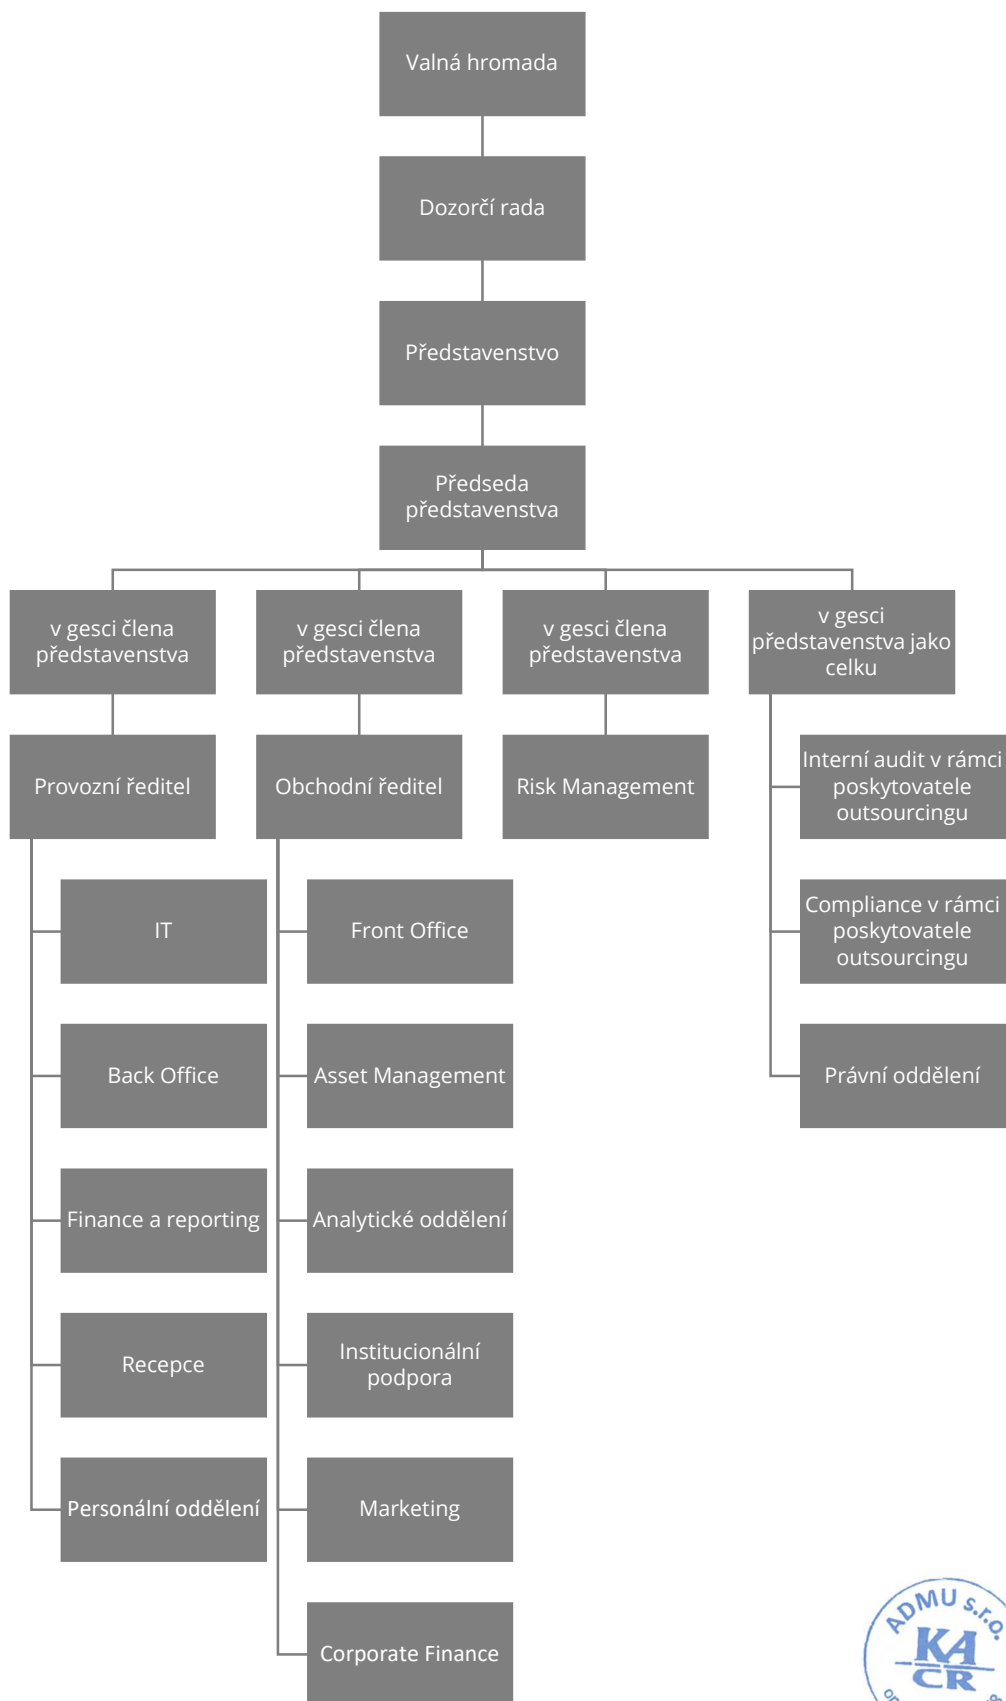 Valná hromada
Dozorčí rada
Představenstvo
Předseda
představenstva
v gesci člena
představenstva
v gesci člena
představenstva
v gesci člena
představenstva
v gesci
představenstva jako
celku
Provozní ředitel
Obchodní ředitel
Risk Management
Interní audit v rámci
poskytovatele
outsourcingu
IT
Front Office
Compliance v rámci
poskytovatele
outsourcingu
Back Office
Asset Management
Právní oddělení
Finance a reporting
Analytické oddělení
Recepce
Institucionální
podpora
Personální oddělení
Marketing
Corporate Finance
ADMU s.r.o.
KA
CR